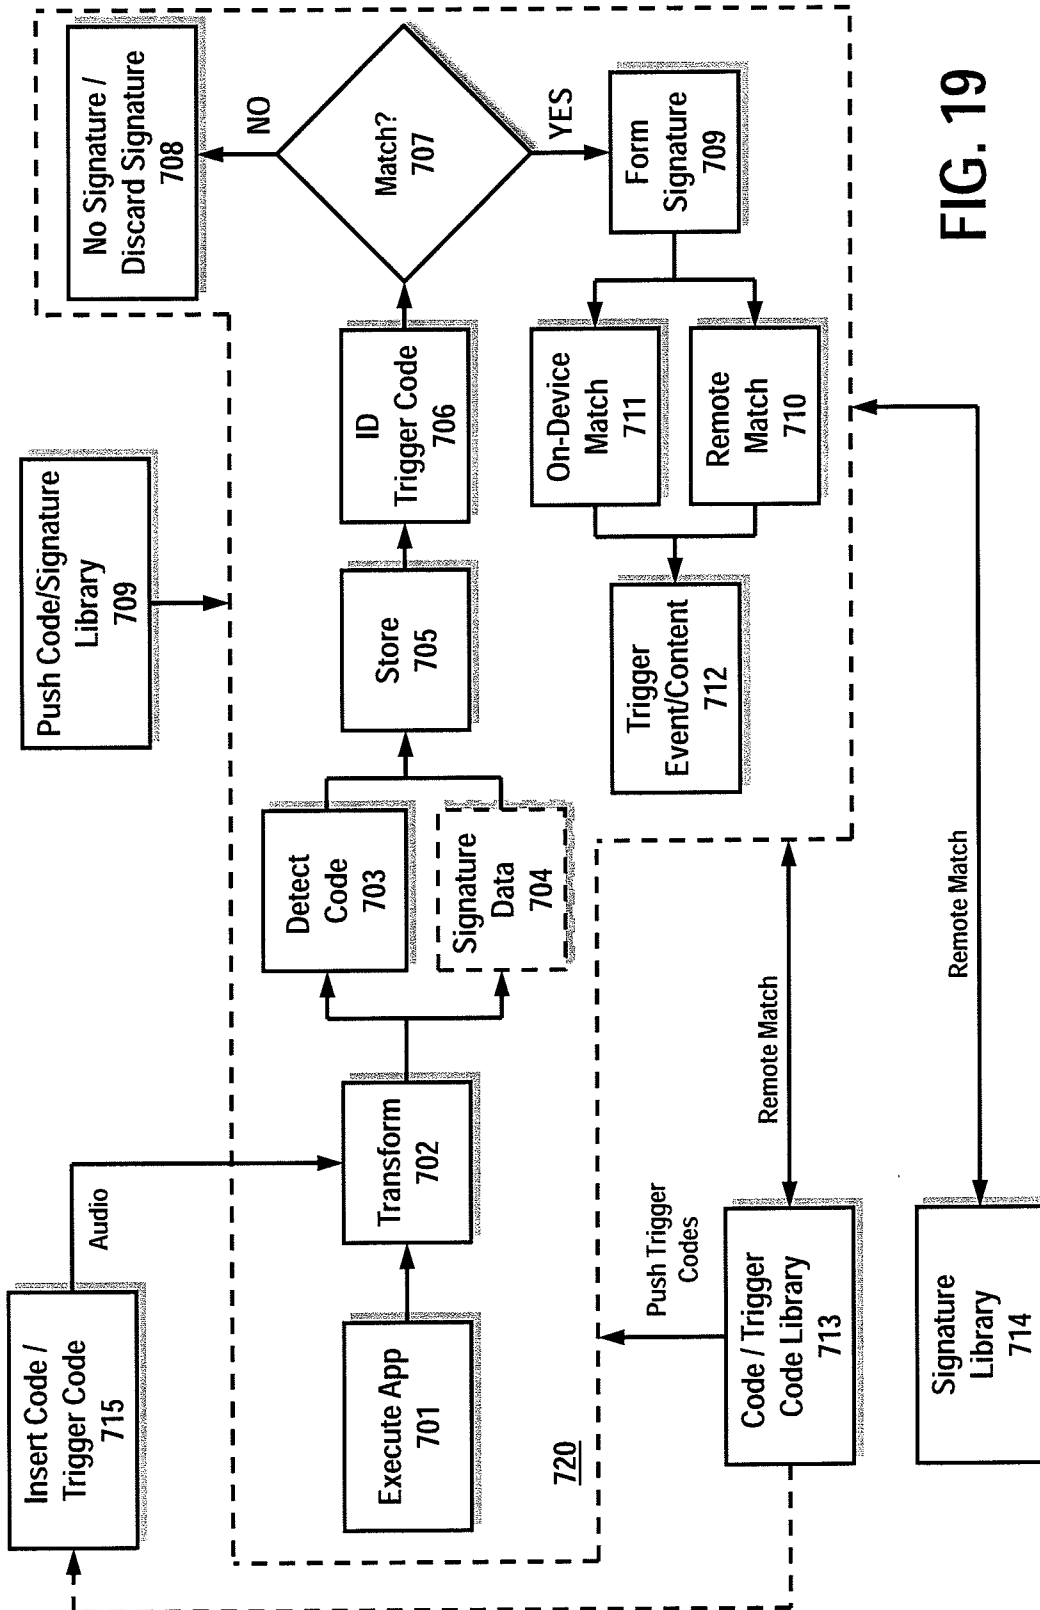 Insert Code /
Trigger Code
715
Audio
Push Code/Signature
Library
709
No Signature /
Discard Signature
708
NO
Execute App
701
Transform
702
Detect
Code
703
Signature
Data
704
Store
705
ID
Trigger Code
706
Match?
707
YES
Form
Signature
709
On-Device
Match
711
Remote
Match
710
Trigger
Event/Content
712
720
Push Trigger
Codes
Remote Match
Code / Trigger
Code Library
713
Remote Match
Signature
Library
714
FIG. 19